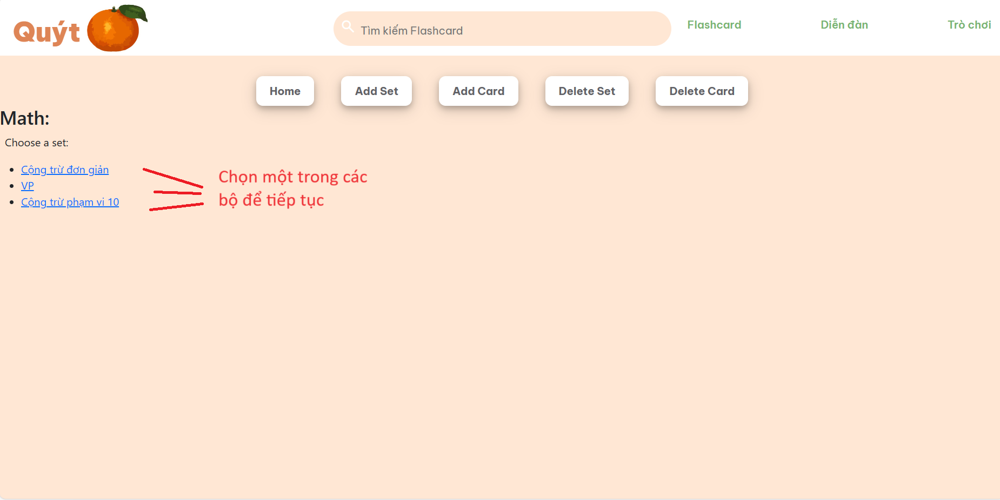 Quýt
Tìm kiếm Flashcard
Flashcard
Diễn đàn
Trò chơi
Home
Add Set
Add Card
Delete Set
Delete Card
Math:
Choose a set:
Cộng trừ đơn giản
VP
Cộng trừ phạm vi 10
Chọn một trong các
bộ để tiếp tục